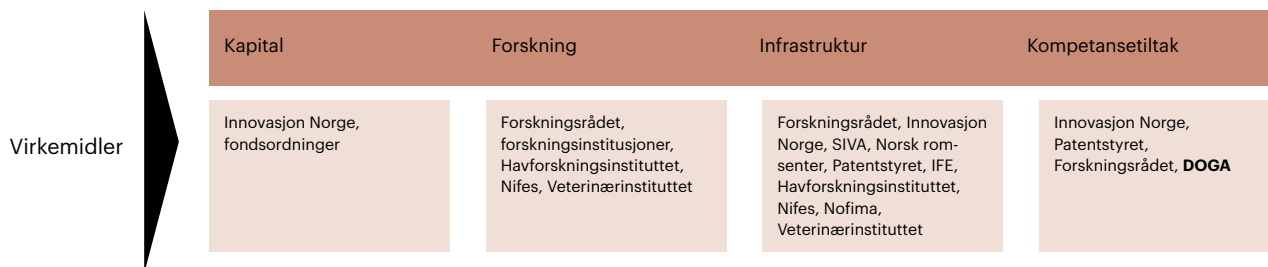 Virkemidler
Kapital
Forskning
Infrastruktur
Kompetansetiltak
Innovasjon Norge,
fondsordninger
Forskningsrådet,
forskningsinstitusjoner,
Havforskningsinstituttet,
Nifes, Veterinærinstituttet
Forskningsrådet, Innovasjon
Norge, SIVA, Norsk rom-
senter, Patentstyret, IFE,
Havforskningsinstituttet,
Nifes, Nofima,
Veterinærinstituttet
Innovasjon Norge,
Patentstyret,
Forskningsrådet, DOGA